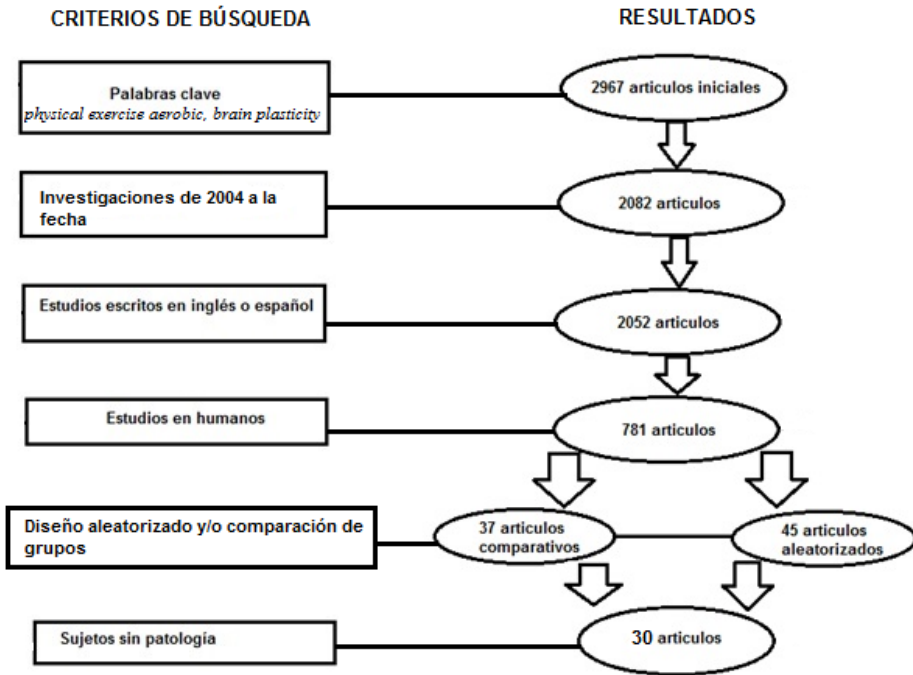 CRITERIOS DE BÚSQUEDA
RESULTADOS
Palabras clave
physical exercise aerobic, brain plasticity
2967 articulos iniciales
Investigaciones de 2004 a la
fecha
2082 articulos
Estudios escritos en inglés o español
2052 articulos
Estudios en humanos
781 articulos
Diseño aleatorizado y/o comparación de
grupos
37 articulos
comparativos
45 articulos
aleatorizados
Sujetos sin patología
30 articulos